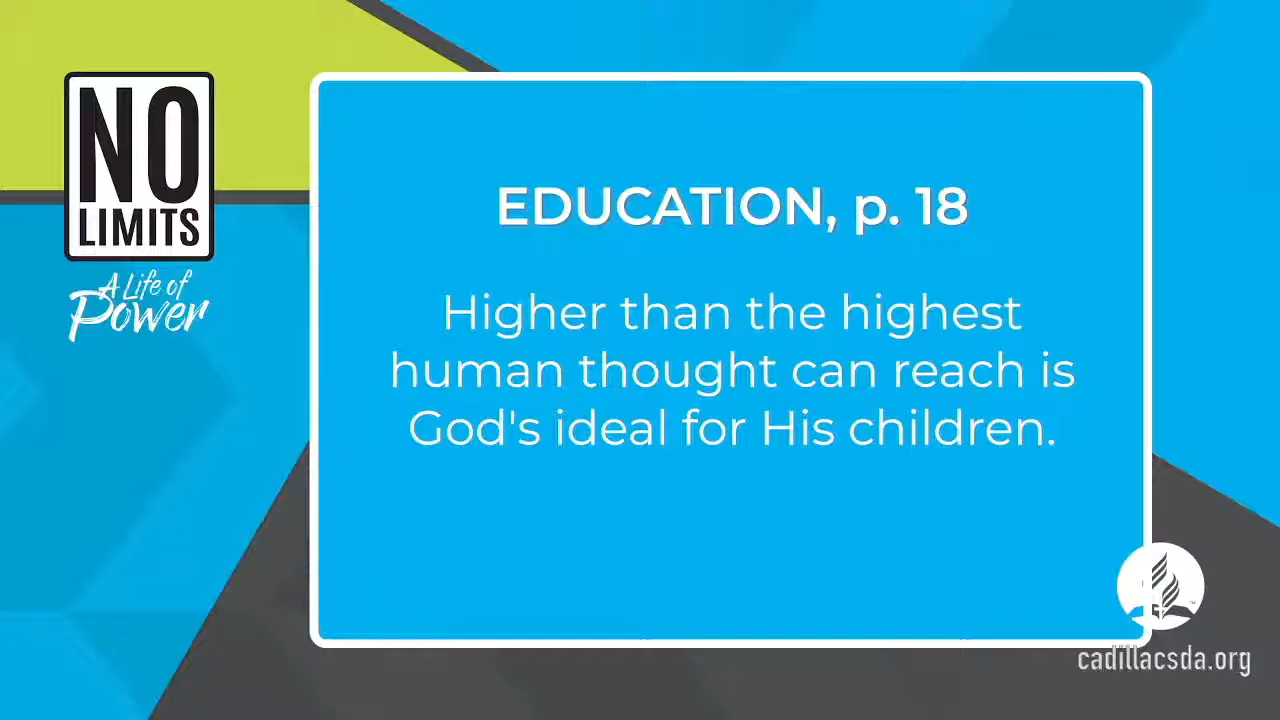 NO
LIMITS
A Life of
Power
EDUCATION, p. 18
Higher than the highest
human thought can reach is
God's ideal for His children.
cadillacsda.org